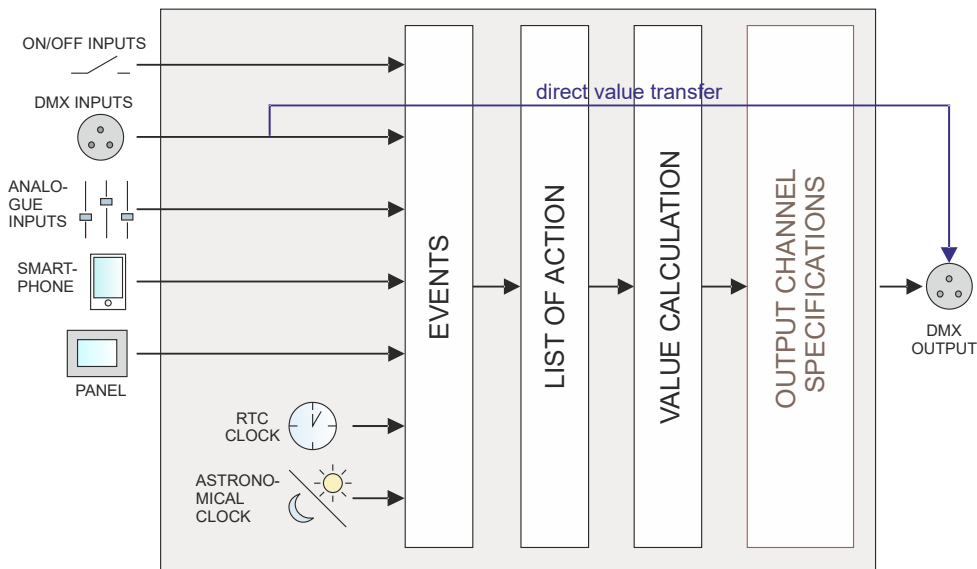 ON/OFF INPUTS
DMX INPUTS
ANALO-
GUE
INPUTS
SMART-
PHONE
PANEL
RTC
CLOCK
ASTRONO-
MICAL
CLOCK
direct value transfer
EVENTS
LIST OF ACTION
VALUE CALCULATION
OUTPUT CHANNEL
SPECIFICATIONS
DMX
OUTPUT